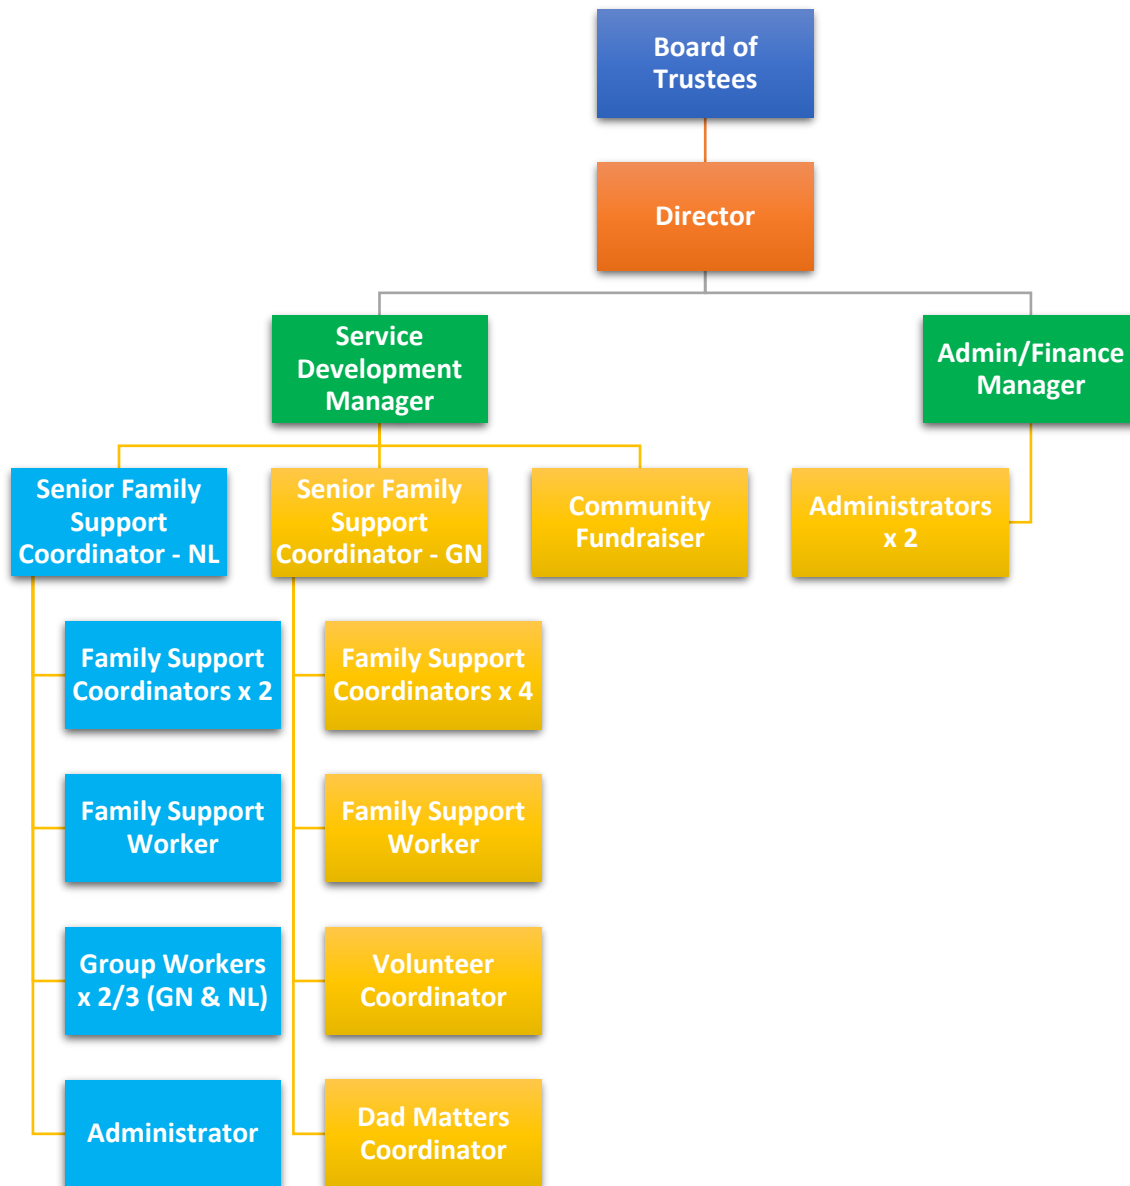 Board of
Trustees
Director
Service
Development
Manager
Admin/Finance
Manager
Senior Family
Support
Coordinator - NL
Senior Family
Support
Coordinator - GN
Community
Fundraiser
Administrators
x 2
Family Support
Coordinators x 2
Family Support
Coordinators x 4
Family Support
Worker
Family Support
Worker
Group Workers
x 2/3 (GN & NL)
Volunteer
Coordinator
Administrator
Dad Matters
Coordinator